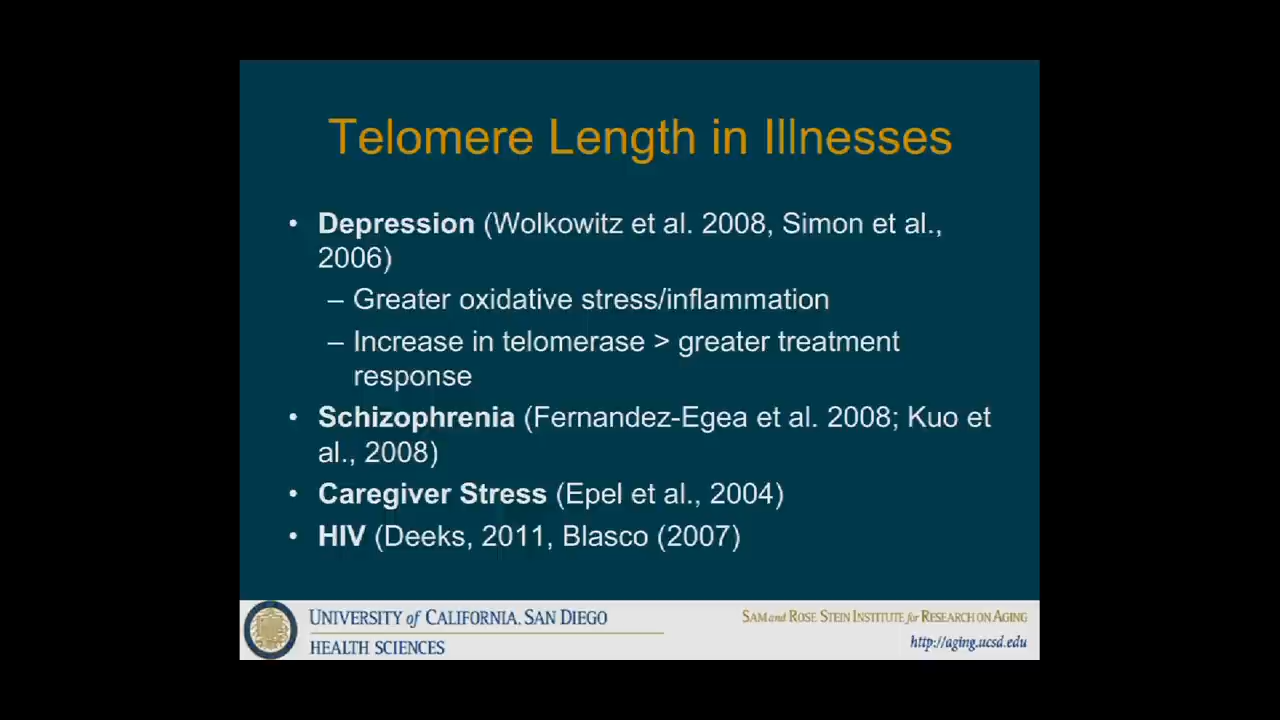 Telomere Length in Illnesses
• Depression (Wolkowitz et al. 2008, Simon et al.,
2006)
– Greater oxidative stress/inflammation
– Increase in telomerase > greater treatment
response
• Schizophrenia (Fernandez-Egea et al. 2008; Kuo et
al., 2008)
• Caregiver Stress (Epel et al., 2004)
• HIV (Deeks, 2011, Blasco (2007)
UNIVERSITY of CALIFORNIA, SAN DIEGO
HEALTH SCIENCES
SAM and ROSE STEIN INSTITUTE for RESEARCH ON AGING
http://aging.ucsd.edu